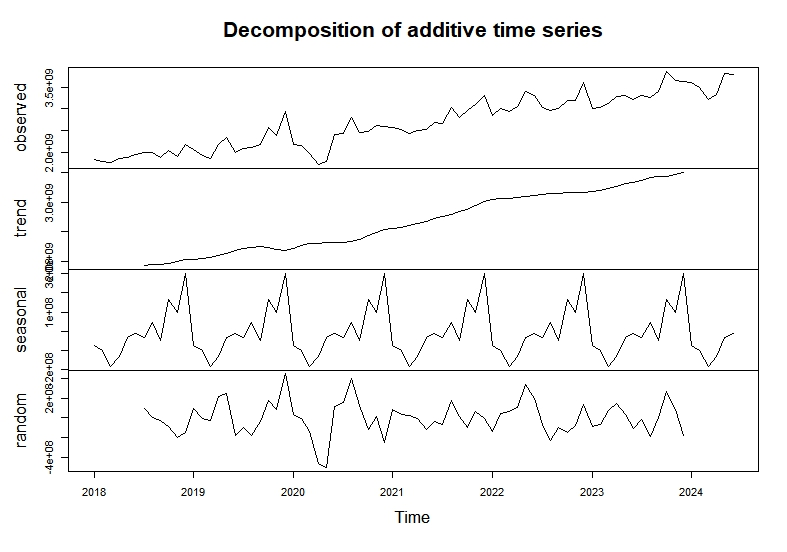 Decomposition of additive time series
observed
3.5e+09
2.0e+09
trend
3.0e+09
seasonal
1e+08
random
2e+08
-4e+08
2018 2019 2020 2021 2022 2023 2024
Time